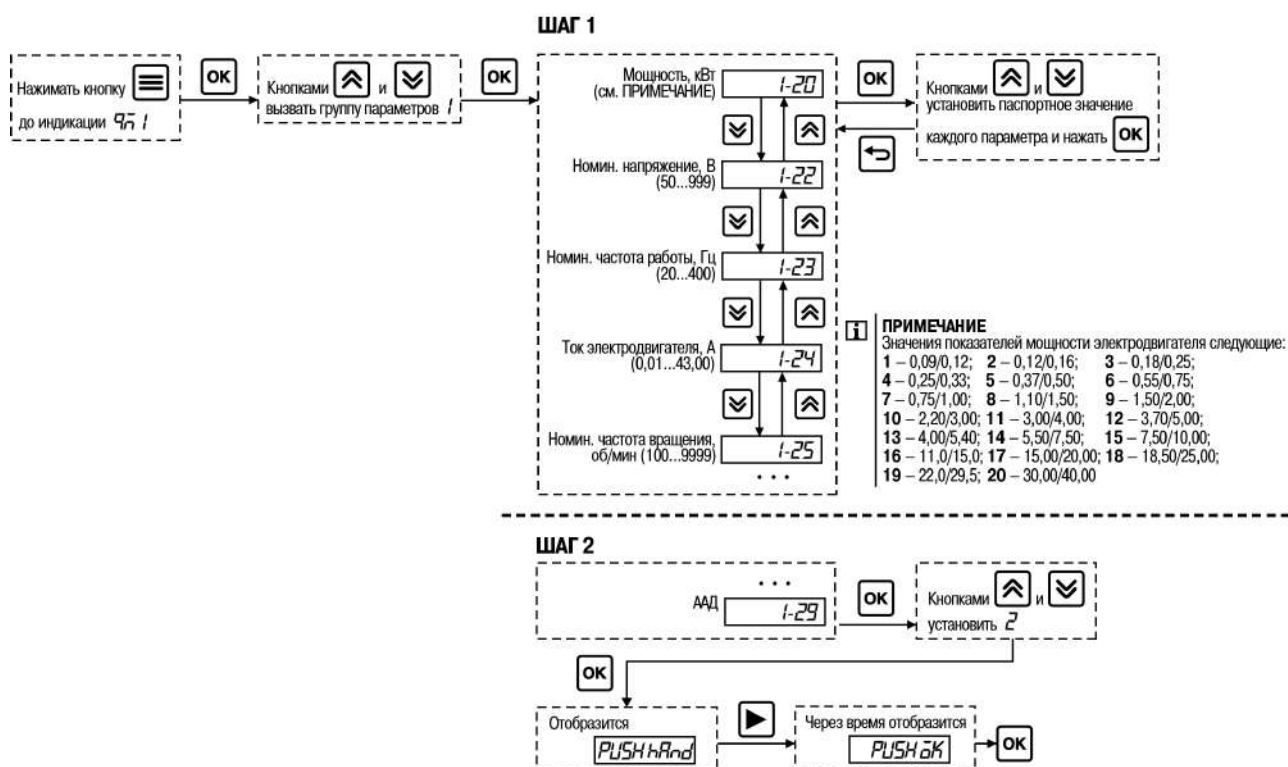 ШАГ 1
Нажимать кнопку
до индикации qn 1
OK
Кнопками и
вызвать группу параметров 1
OK
Мощность, кВт
(см. ПРИМЕЧАНИЕ)
1-20
Номин. напряжение, В
(50...999)
1-22
Номин. частота работы, Гц
(20...400)
1-23
Ток электродвигателя, А
(0,01...43,00)
1-24
Номин. частота вращения,
об/мин (100...9999)
1-25
. . .
OK
Кнопками и
установить паспортное значение
каждого параметра и нажать OK
i
ПРИМЕЧАНИЕ
Значения показателей мощности электродвигателя следующие:
1 – 0,09/0,12; 2 – 0,12/0,16; 3 – 0,18/0,25;
4 – 0,25/0,33; 5 – 0,37/0,50; 6 – 0,55/0,75;
7 – 0,75/1,00; 8 – 1,10/1,50; 9 – 1,50/2,00;
10 – 2,20/3,00; 11 – 3,00/4,00; 12 – 3,70/5,00;
13 – 4,00/5,40; 14 – 5,50/7,50; 15 – 7,50/10,00;
16 – 11,0/15,0; 17 – 15,00/20,00; 18 – 18,50/25,00;
19 – 22,0/29,5; 20 – 30,00/40,00
ШАГ 2
. . .
ААД
1-29
OK
Кнопками и
установить 2
OK
Отобразится
PUSH hAnd
Через время отобразится
PUSH oK
OK